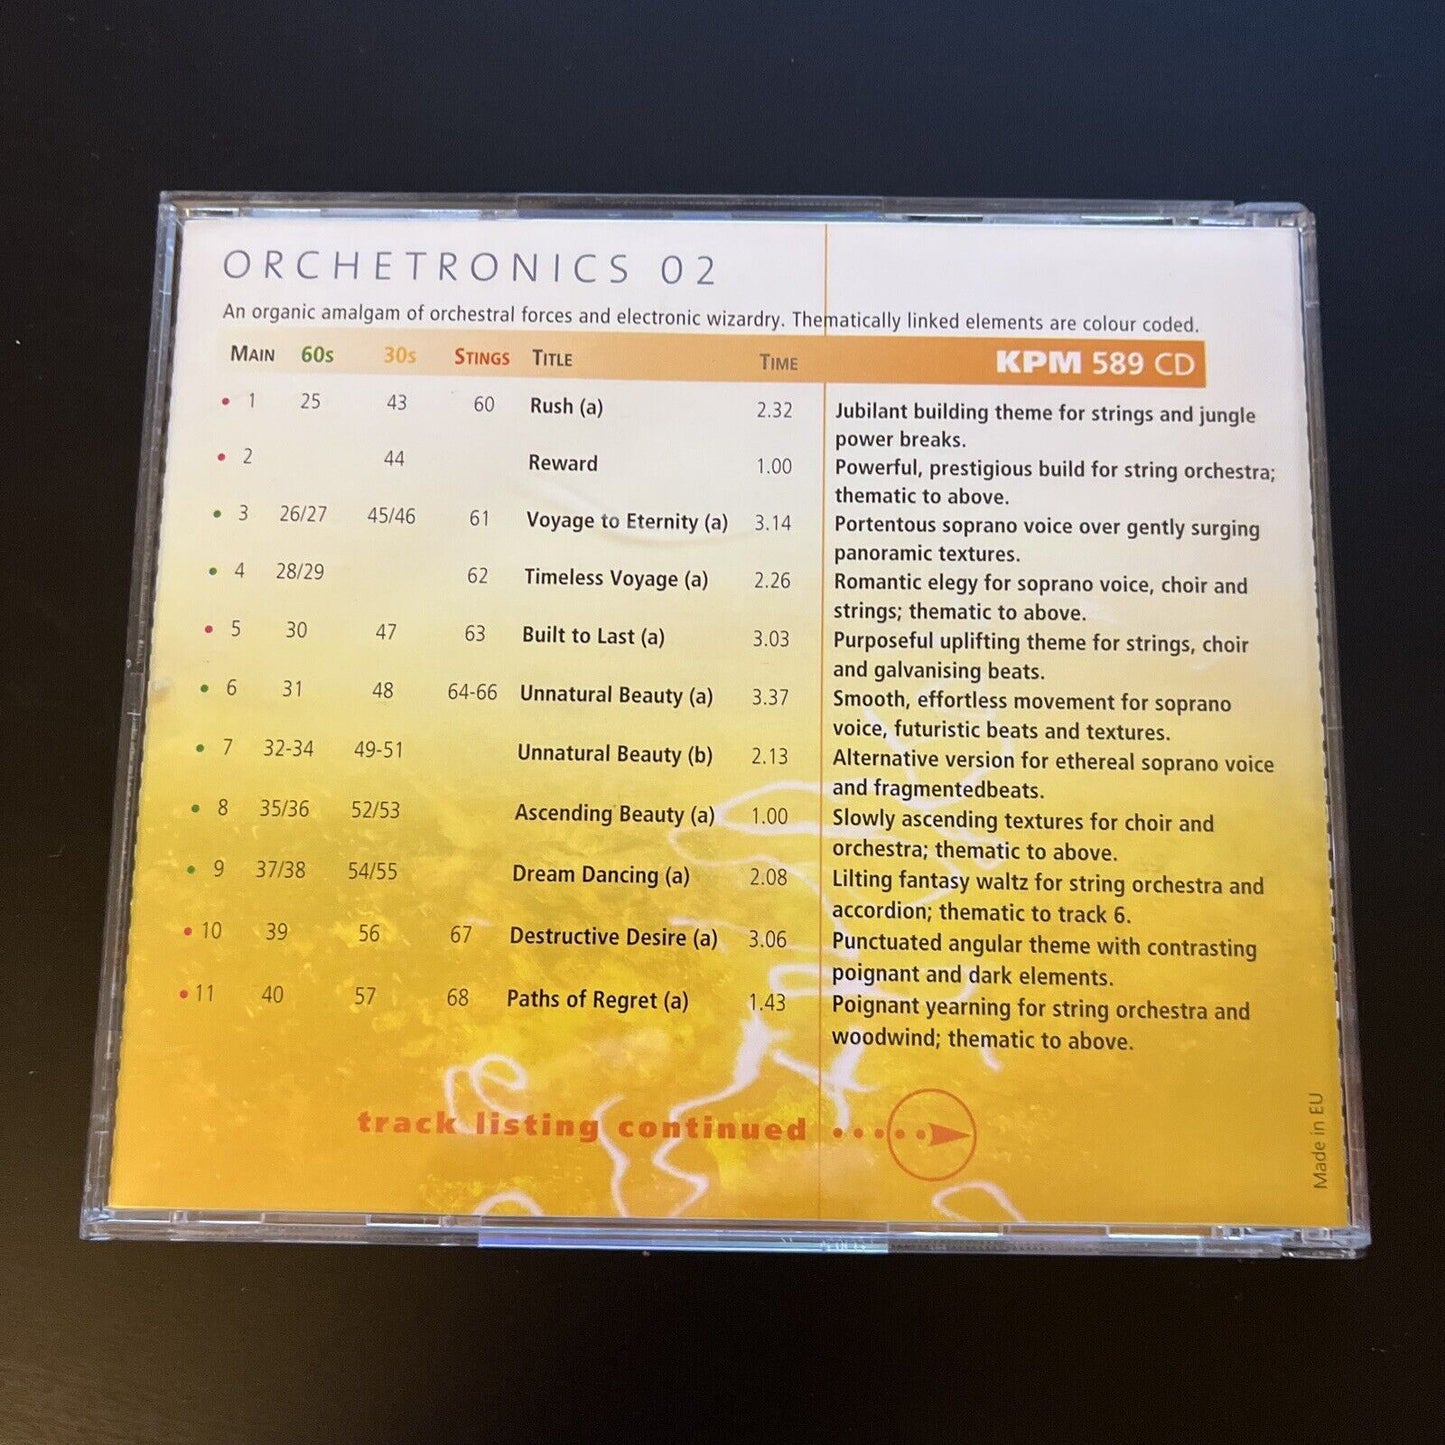 ORCHETRONICS 02
An organic amalgam of orchestral forces and electronic wizardry. Thematically linked elements are colour coded.
MAIN 60s 30s STINGS TITLE TIME KPM 589 CD
1 25 43 60 Rush (a) 2.32 Jubilant building theme for strings and jungle
power breaks.
2 44 Reward 1.00 Powerful, prestigious build for string orchestra;
thematic to above.
3 26/27 45/46 61 Voyage to Eternity (a) 3.14 Portentous soprano voice over gently surging
panoramic textures.
4 28/29 62 Timeless Voyage (a) 2.26 Romantic elegy for soprano voice, choir and
strings; thematic to above.
5 30 47 63 Built to Last (a) 3.03 Purposeful uplifting theme for strings, choir
and galvanising beats.
6 31 48 64-66 Unnatural Beauty (a) 3.37 Smooth, effortless movement for soprano
voice, futuristic beats and textures.
7 32-34 49-51 Unnatural Beauty (b) 2.13 Alternative version for ethereal soprano voice
and fragmentedbeats.
8 35/36 52/53 Ascending Beauty (a) 1.00 Slowly ascending textures for choir and
orchestra; thematic to above.
9 37/38 54/55 Dream Dancing (a) 2.08 Lilting fantasy waltz for string orchestra and
accordion; thematic to track 6.
10 39 56 67 Destructive Desire (a) 3.06 Punctuated angular theme with contrasting
poignant and dark elements.
11 40 57 68 Paths of Regret (a) 1.43 Poignant yearning for string orchestra and
woodwind; thematic to above.
track listing continued
Made in EU